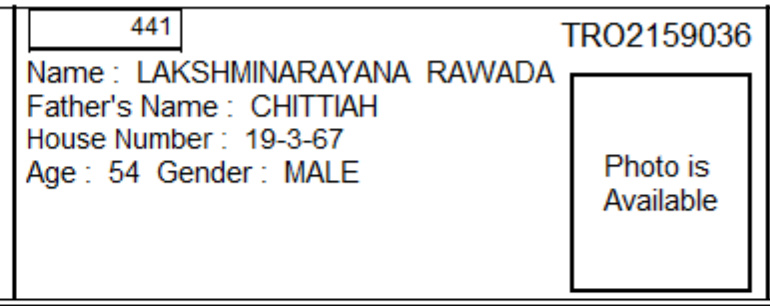 441
TRO2159036
Name : LAKSHMINARAYANA RAWADA
Father's Name : CHITTIAH
House Number : 19-3-67
Age : 54 Gender : MALE
Photo is
Available